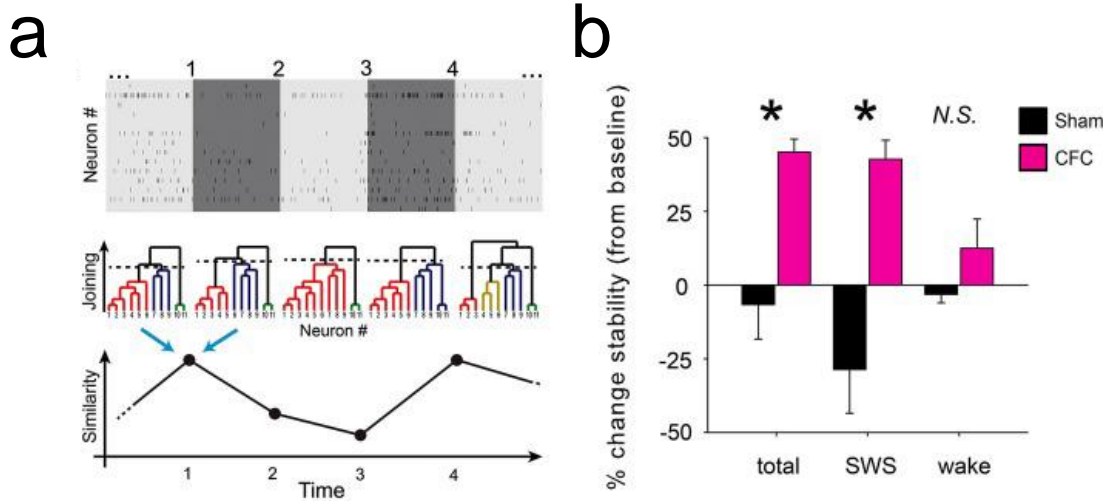 a
... 1 2 3 4 ...
Neuron #
Joining
1 2 3 4 5 6 7 8 9 10 11 1 2 3 4 5 6 7 8 9 10 11 1 2 3 4 5 6 7 8 9 10 11 1 2 3 4 5 6 7 8 9 10 11 1 2 3 4 5 6 7 8 9 10 11
Neuron #
Similarity
1 2 3 4
Time
b
* * N.S.
Sham
CFC
% change stability (from baseline)
50
25
0
-25
-50
total SWS wake